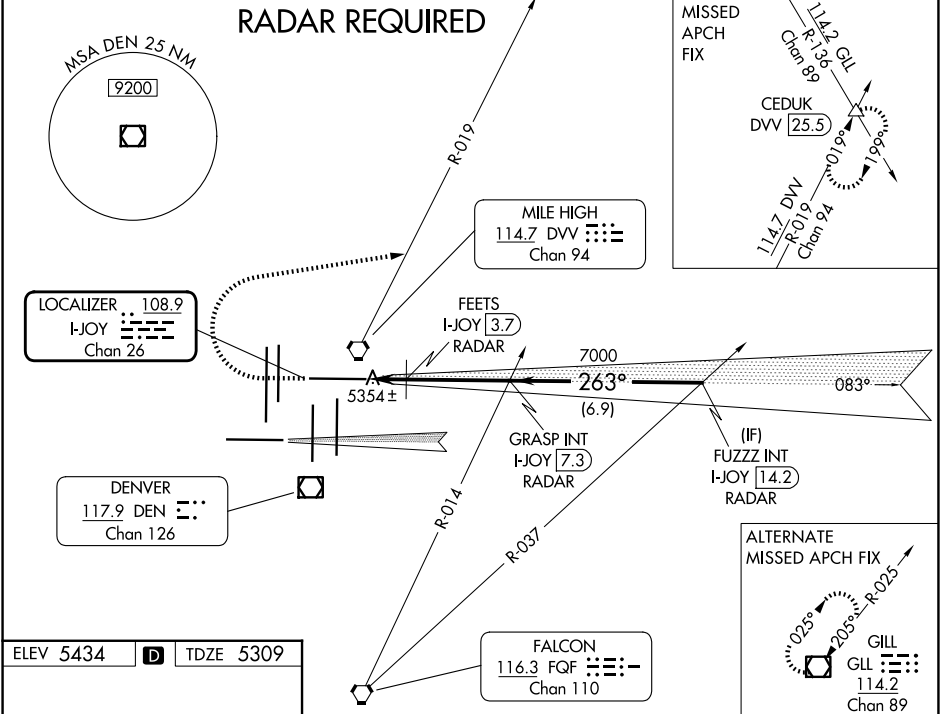 RADAR REQUIRED
MSA DEN 25 NM
9200
R-019
MILE HIGH
114.7 DVV
Chan 94
MISSED
APCH
FIX
114.2 GLL
R-136
Chan 89
CEDUK
DVV 25.5
019°
199°
114.7 DVV
R-019
Chan 94
LOCALIZER 108.9
I-JOY
Chan 26
FEETS
I-JOY 3.7
RADAR
7000
263°
(6.9)
083°
5354 ±
GRASP INT
I-JOY 7.3
RADAR
(IF)
FUZZZ INT
I-JOY 14.2
RADAR
DENVER
117.9 DEN
Chan 126
R-014
R-037
ALTERNATE
MISSED APCH FIX
R-025
025°
205°
GILL
GLL
114.2
Chan 89
FALCON
116.3 FQF
Chan 110
ELEV 5434 D TDZE 5309